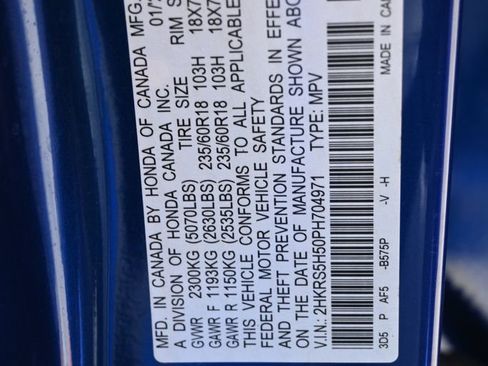 MFD. IN CANADA BY HONDA OF CANADA MFG.,
A DIVISION OF HONDA CANADA INC. 01/
TIRE SIZE RIM S
GVWR 2300KG (5070LBS)
GAWR F 1193KG (2630LBS) 235/60R18 103H 18X7
GAWR R 1150KG (2535LBS) 235/60R18 103H 18X7
THIS VEHICLE CONFORMS TO ALL APPLICABLE
FEDERAL MOTOR VEHICLE SAFETY
AND THEFT PREVENTION STANDARDS IN EFFE
ON THE DATE OF MANUFACTURE SHOWN ABO
V.I.N.: 2HKRS5H50PH704971 TYPE: MPV
3D5 P AF5 -B575P -V -H MADE IN CA